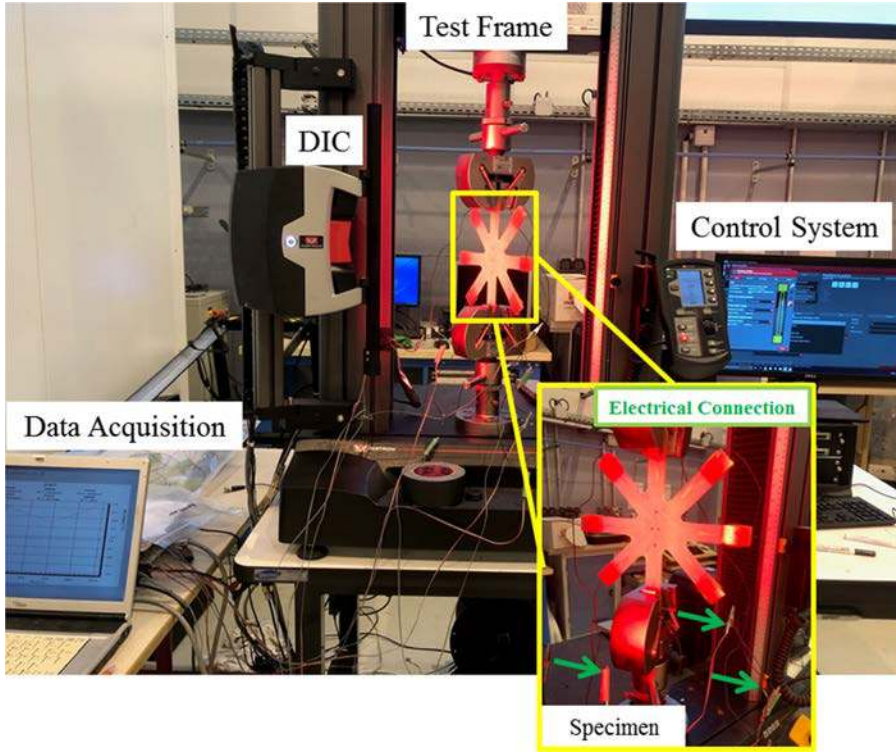 Test Frame
DIC
Control System
Data Acquisition
Electrical Connection
Specimen